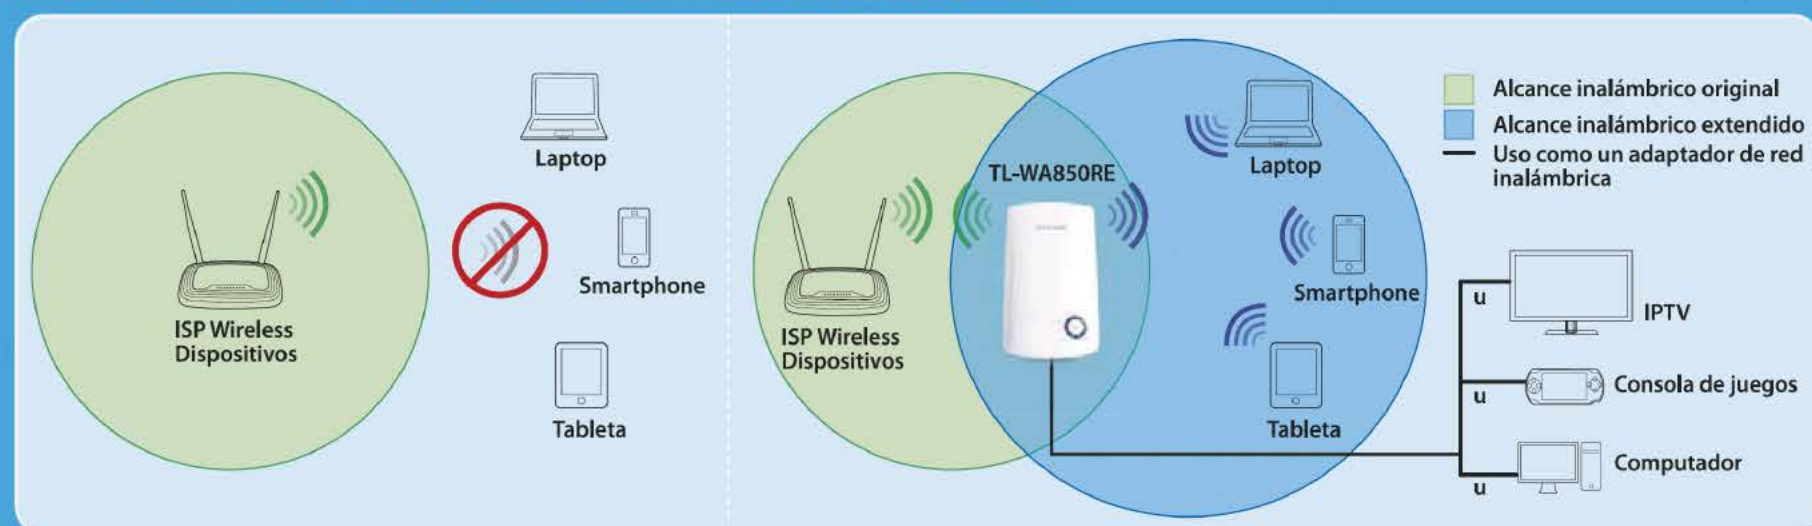 Laptop
Smartphone
ISP Wireless
Dispositivos
Tableta
TL-WA850RE
Laptop
Smartphone
ISP Wireless
Dispositivos
Tableta
Alcance inalámbrico original
Alcance inalámbrico extendido
Uso como un adaptador de red
inalámbrica
u
IPTV
u
Consola de juegos
u
Computador